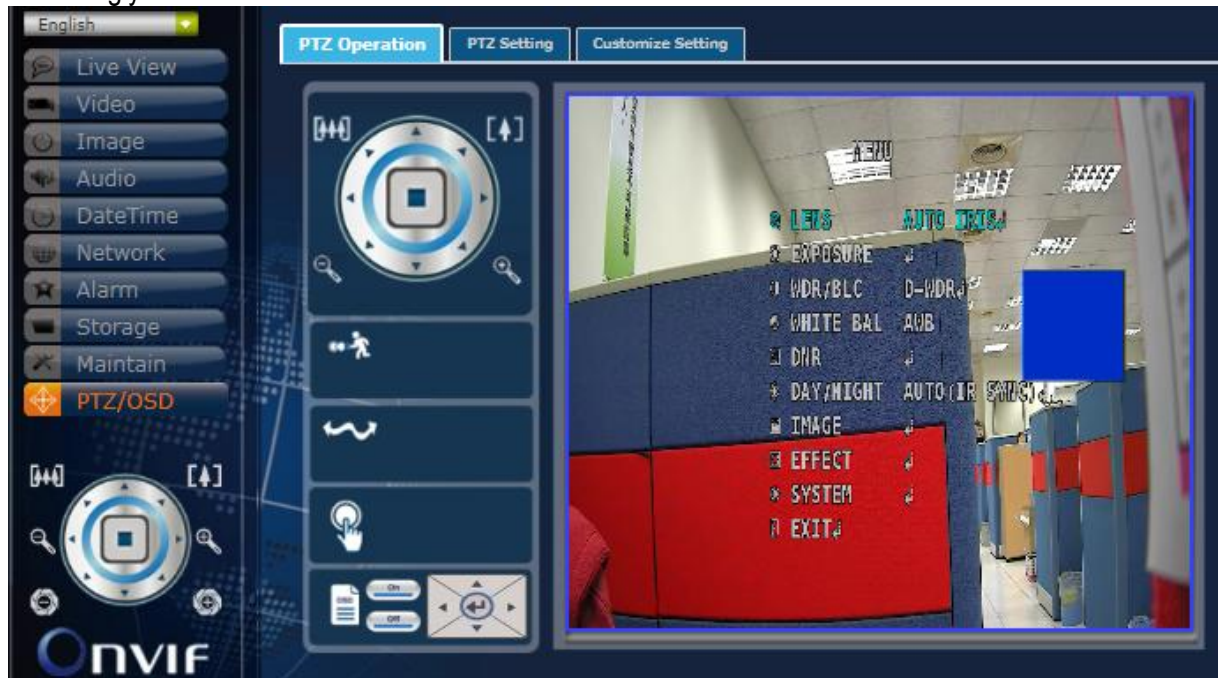 English
PTZ Operation PTZ Setting Customize Setting
Live View
Video
Image
Audio
DateTime
Network
Alarm
Storage
Maintain
PTZ/OSD
MENU
LENS AUTO IRIS↲
EXPOSURE ↲
WDR/BLC D-WDR↲
WHITE BAL AWB
DNR ↲
DAY/NIGHT AUTO(IR SYNC)↲
IMAGE ↲
EFFECT ↲
SYSTEM ↲
EXIT↲
On
Off
Onvif